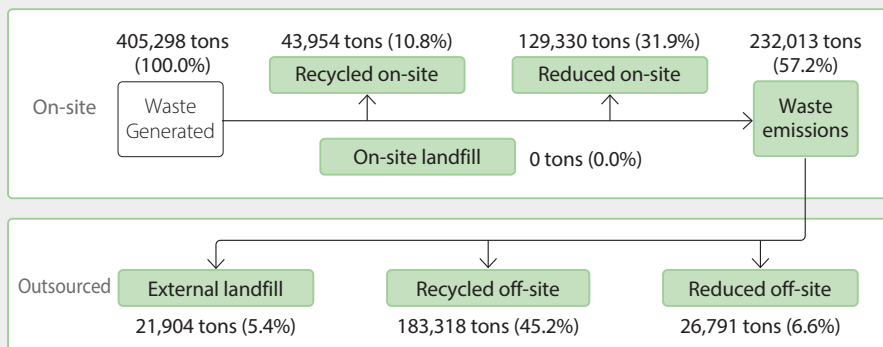 405,298 tons
(100.0%)
43,954 tons (10.8%)
129,330 tons (31.9%)
232,013 tons
(57.2%)
On-site
Waste
Generated
Recycled on-site
Reduced on-site
Waste
emissions
On-site landfill
0 tons (0.0%)
Outsourced
External landfill
Recycled off-site
Reduced off-site
21,904 tons (5.4%)
183,318 tons (45.2%)
26,791 tons (6.6%)